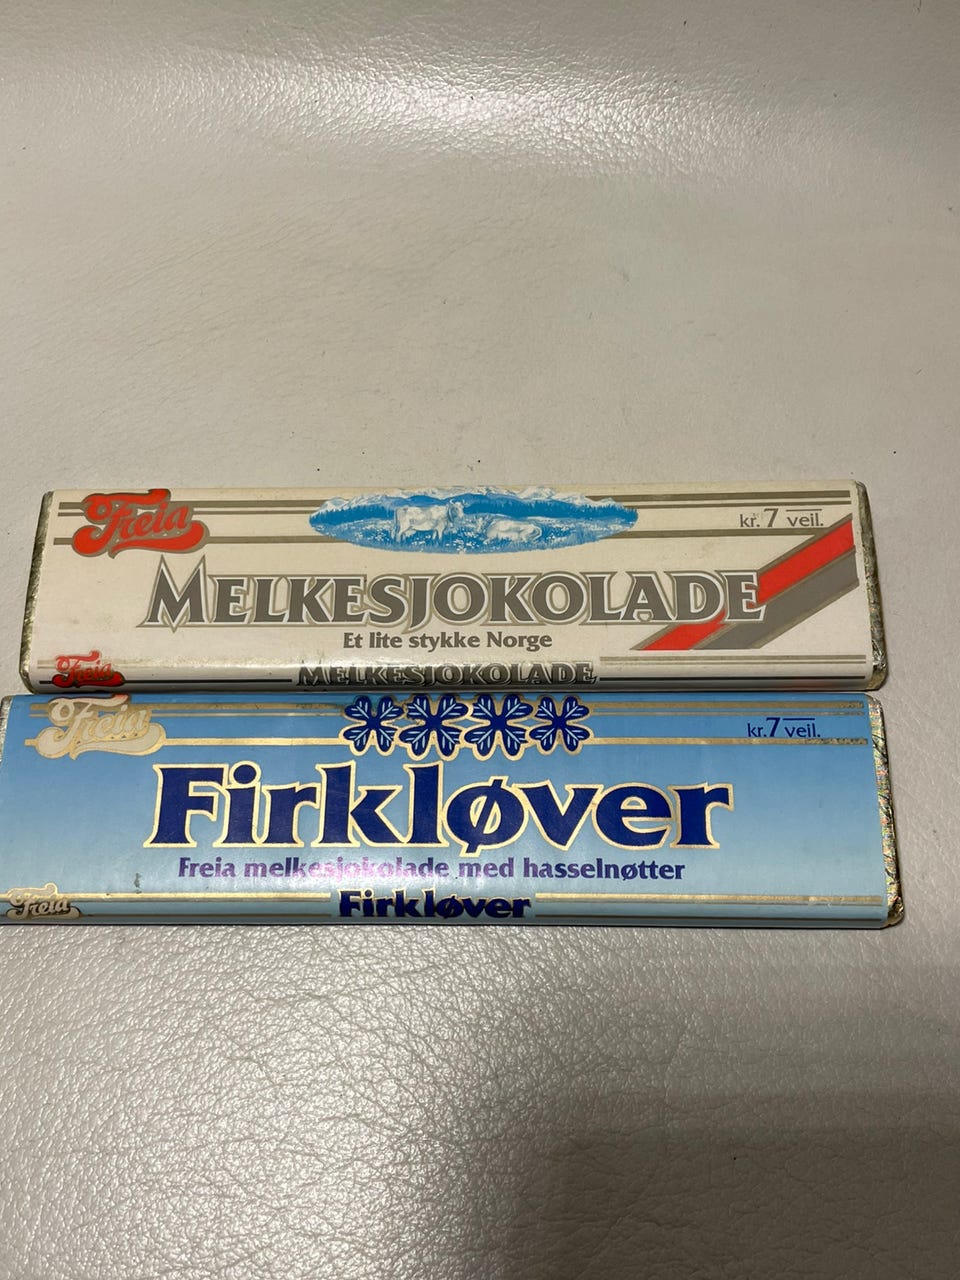 Freia
kr. 7 veil.
MELKESJOKOLADE
Et lite stykke Norge
Freia
MELKESJOKOLADE
Freia
kr. 7 veil.
Firkløver
Freia melkesjokolade med hasselnøtter
Freia
Firkløver